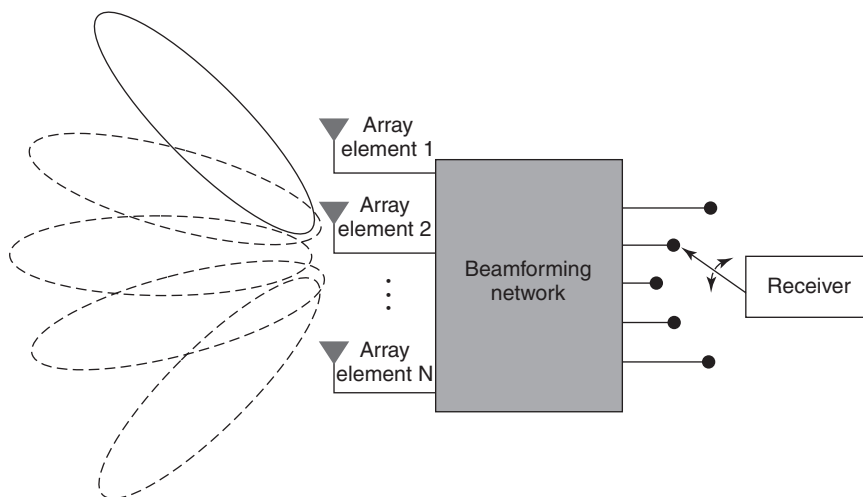 Array
element 1
Array
element 2
Array
element N
Beamforming
network
Receiver